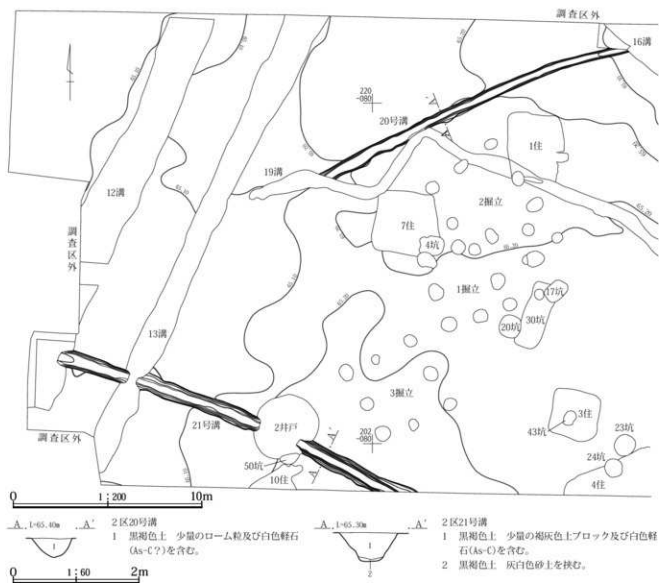 調査区外
16溝
65.20
220
-080
A'
20号溝
A
1住
19溝
12溝
2掘立
7住
4坑
調査区外
65.20
1掘立
17坑
20坑
30坑
13溝
3掘立
3住
2井戸
21号溝
202
-080
A'
43坑
23坑
調査区外
50坑
A
24坑
10住
4住
0 1:200 10m
A L=65.40m A'
1
2区20号溝
1 黒褐色土 少量のローム粒及び白色軽石
(As-C？)を含む。
A L=65.30m A'
1
2
2区21号溝
1 黒褐色土 少量の褐灰色土ブロック及び白色軽
石(As-C)を含む。
2 黒褐色土 灰白色砂土を挟む。
0 1:60 2m